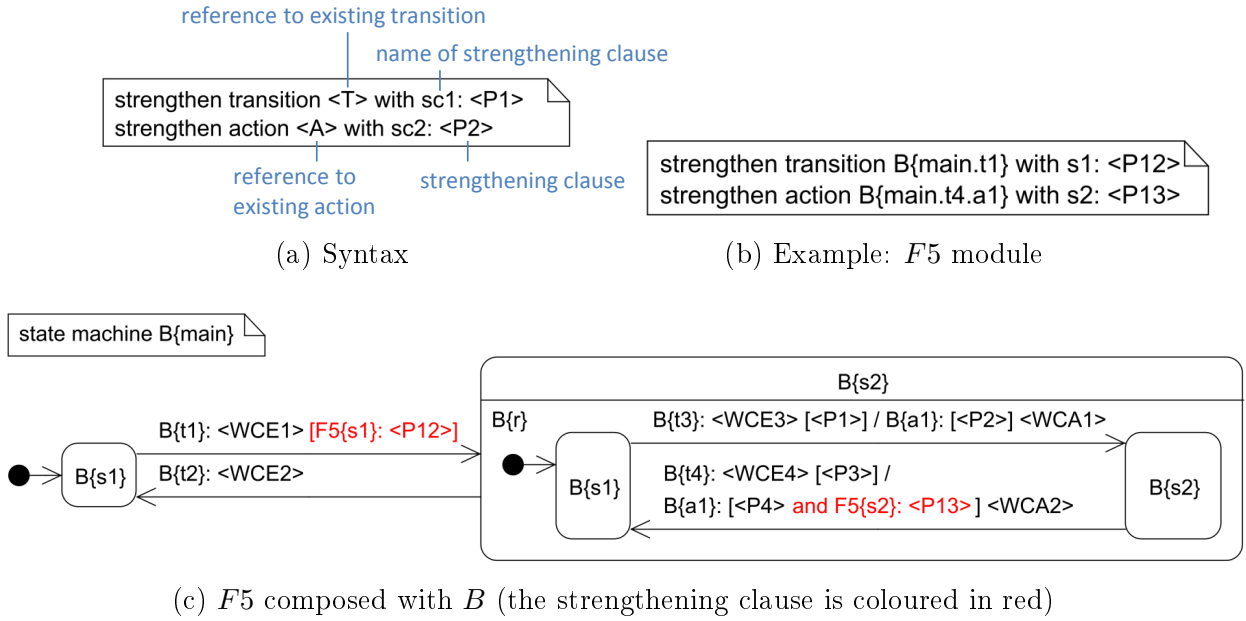 reference to existing transition
name of strengthening clause
strengthen transition <T> with sc1: <P1>
strengthen action <A> with sc2: <P2>
reference to
existing action
strengthening clause
(a) Syntax
strengthen transition B{main.t1} with s1: <P12>
strengthen action B{main.t4.a1} with s2: <P13>
(b) Example: F5 module
state machine B{main}
B{s1}
B{t1}: <WCE1> [F5{s1}: <P12>]
B{t2}: <WCE2>
B{s2}
B{r}
B{s1}
B{t3}: <WCE3> [<P1>] / B{a1}: [<P2>] <WCA1>
B{t4}: <WCE4> [<P3>] /
B{a1}: [<P4> and F5{s2}: <P13> ] <WCA2>
B{s2}
(c) F5 composed with B (the strengthening clause is coloured in red)